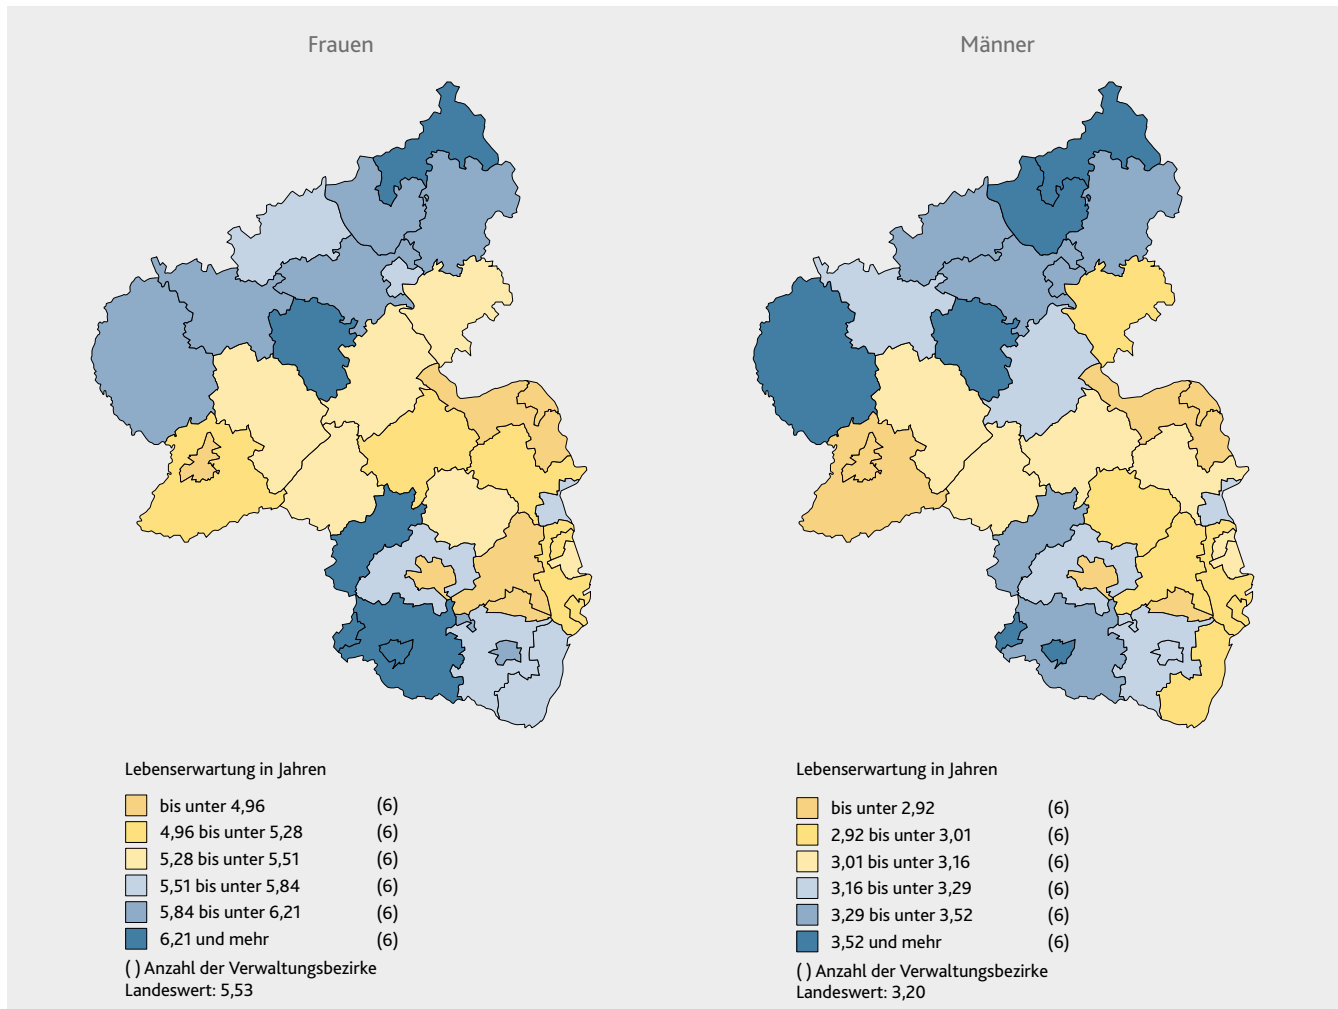 Frauen
Männer
Lebenserwartung in Jahren
bis unter 4,96 (6)
4,96 bis unter 5,28 (6)
5,28 bis unter 5,51 (6)
5,51 bis unter 5,84 (6)
5,84 bis unter 6,21 (6)
6,21 und mehr (6)
( ) Anzahl der Verwaltungsbezirke
Landeswert: 5,53
Lebenserwartung in Jahren
bis unter 2,92 (6)
2,92 bis unter 3,01 (6)
3,01 bis unter 3,16 (6)
3,16 bis unter 3,29 (6)
3,29 bis unter 3,52 (6)
3,52 und mehr (6)
( ) Anzahl der Verwaltungsbezirke
Landeswert: 3,20